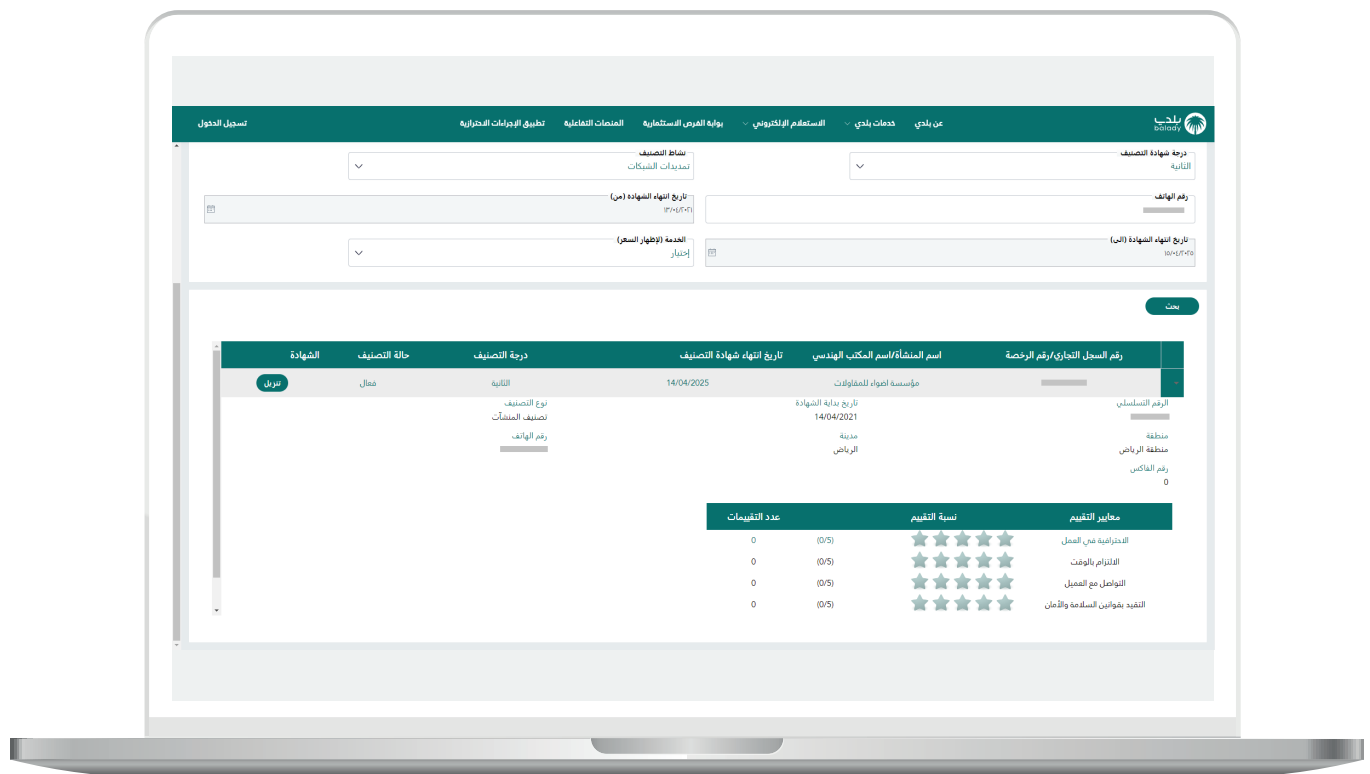 بلدي
balady
عن بلدي
خدمات بلدي
الاستعلام الإلكتروني
بوابة الفرص الاستثمارية
المنصات التفاعلية
تطبيق الإجراءات الاحترازية
تسجيل الدخول
درجة شهادة التصنيف
الثانية
نشاط التصنيف
تمديدات الشبكات
رقم الهاتف
تاريخ انتهاء الشهادة (من)
١٣/٠٤/٢٠٢١
تاريخ انتهاء الشهادة (الى)
١٥/٠٤/٢٠٢٥
الخدمة (لإظهار السعر)
إختيار
بحث
رقم السجل التجاري/رقم الرخصة اسم المنشأة/اسم المكتب الهندسي تاريخ انتهاء شهادة التصنيف درجة التصنيف حالة التصنيف الشهادة
مؤسسة اضواء للمقاولات 14/04/2025 الثانية فعال تنزيل
الرقم التسلسلي تاريخ بداية الشهادة نوع التصنيف
14/04/2021 تصنيف المنشآت
منطقة مدينة رقم الهاتف
منطقة الرياض الرياض
رقم الفاكس
0
معايير التقييم نسبة التقييم عدد التقييمات
الاحترافية في العمل (0/5) 0
الالتزام بالوقت (0/5) 0
التواصل مع العميل (0/5) 0
التقيد بقوانين السلامة والأمان (0/5) 0